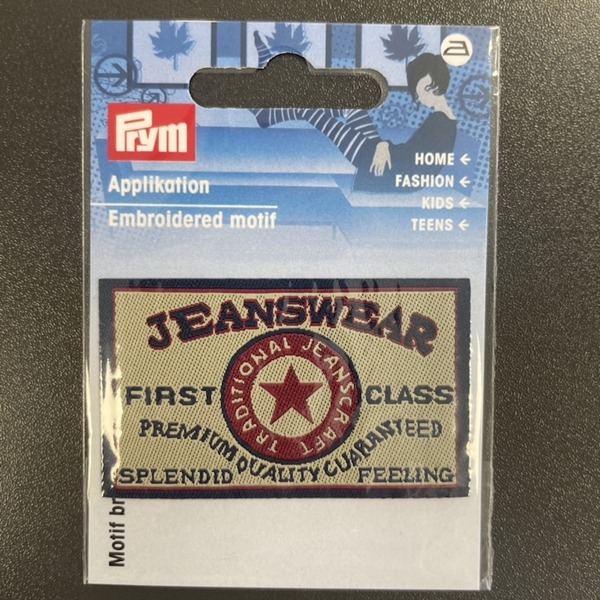 Prym
Applikation
Embroidered motif
HOME ←
FASHION ←
KIDS ←
TEENS ←
JEANSWEAR
TRADITIONAL JEANSCRAFT
FIRST CLASS
PREMIUM QUALITY GUARANTEED
SPLENDID FEELING
Motif br